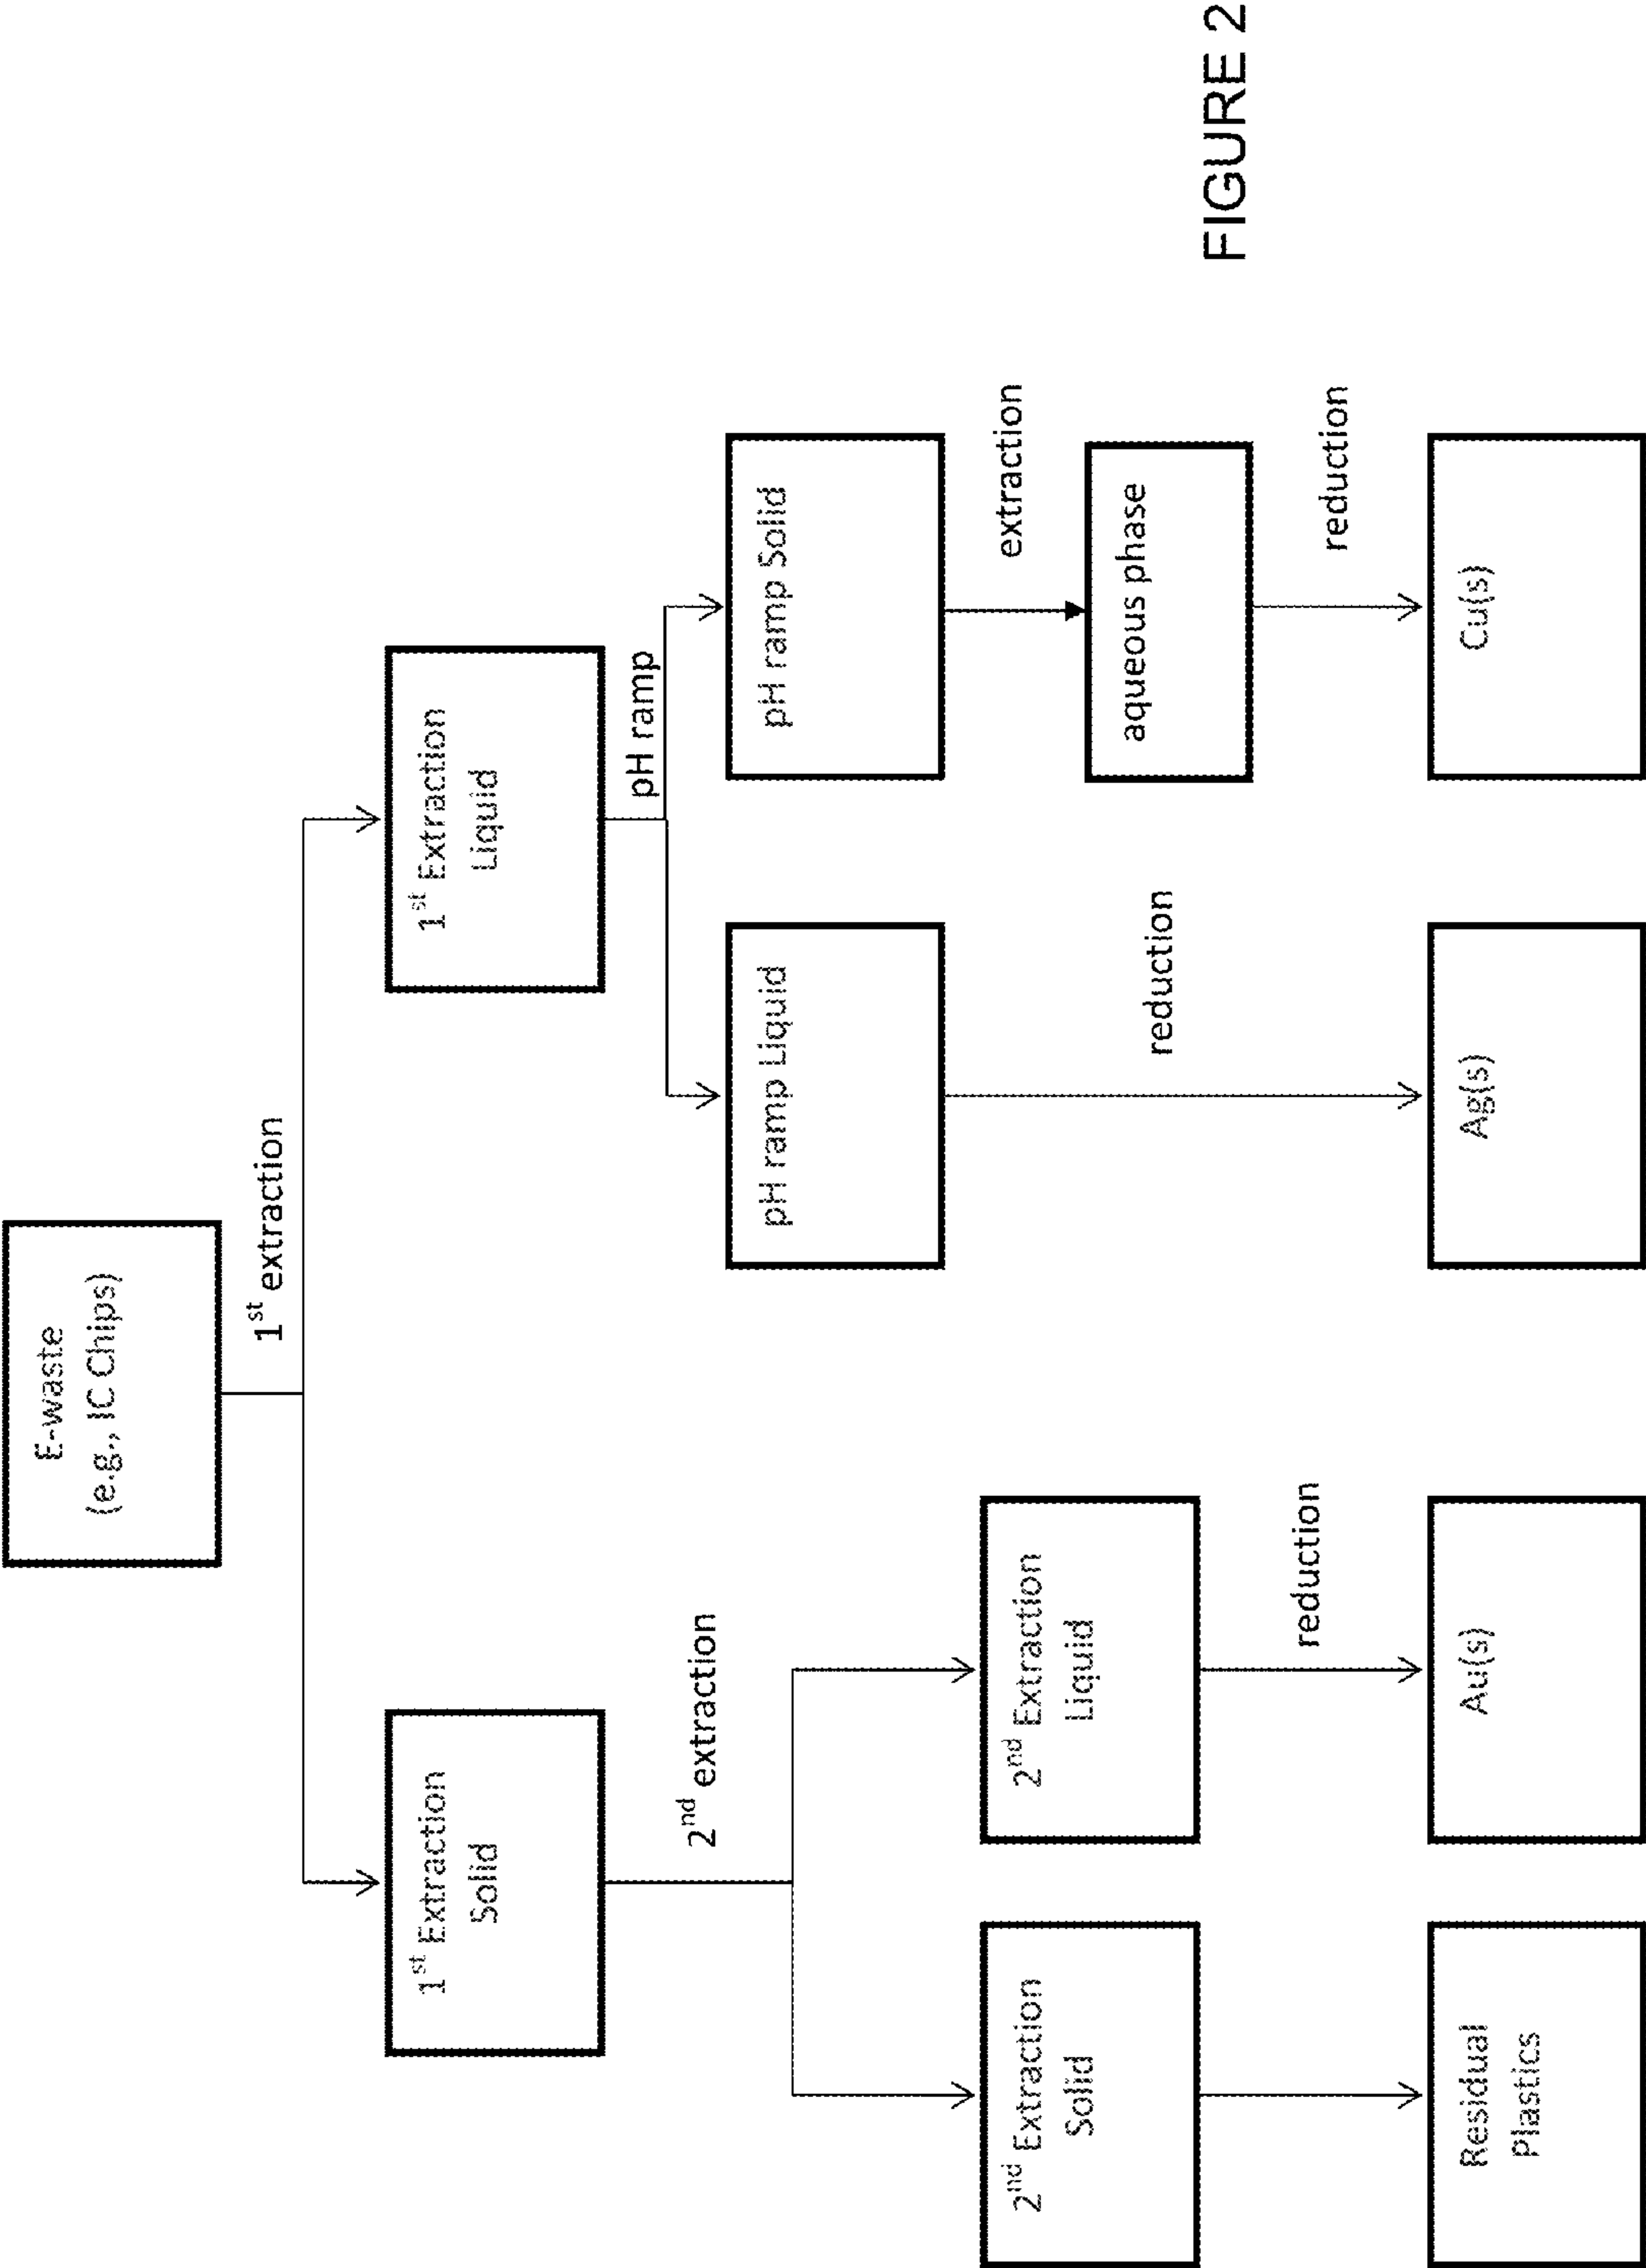 E-waste
(e.g., IC Chips)
1st extraction
1st Extraction
Solid
1st Extraction
Liquid
2nd extraction
pH ramp
pH ramp Liquid
pH ramp Solid
2nd Extraction
Solid
2nd Extraction
Liquid
extraction
aqueous phase
reduction
reduction
reduction
Residual
Plastics
Au(s)
Ag(s)
Cu(s)
FIGURE 2